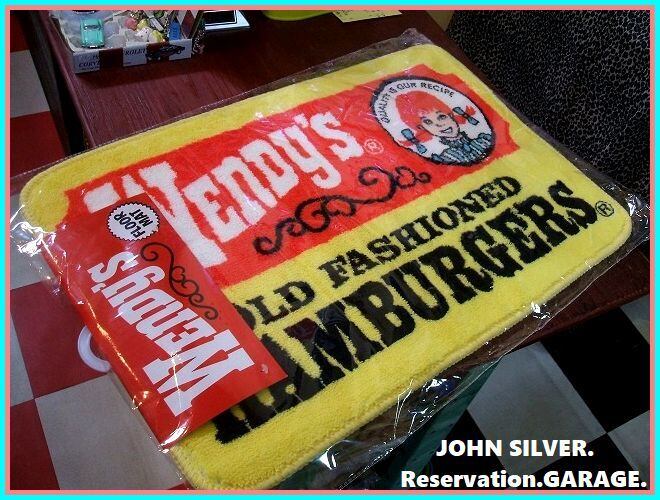 WENDY'S®
QUALITY IS OUR RECIPE
OLD FASHIONED
HAMBURGERS®
FLOOR
MAT
WENDY'S
JOHN SILVER.
Reservation.GARAGE.